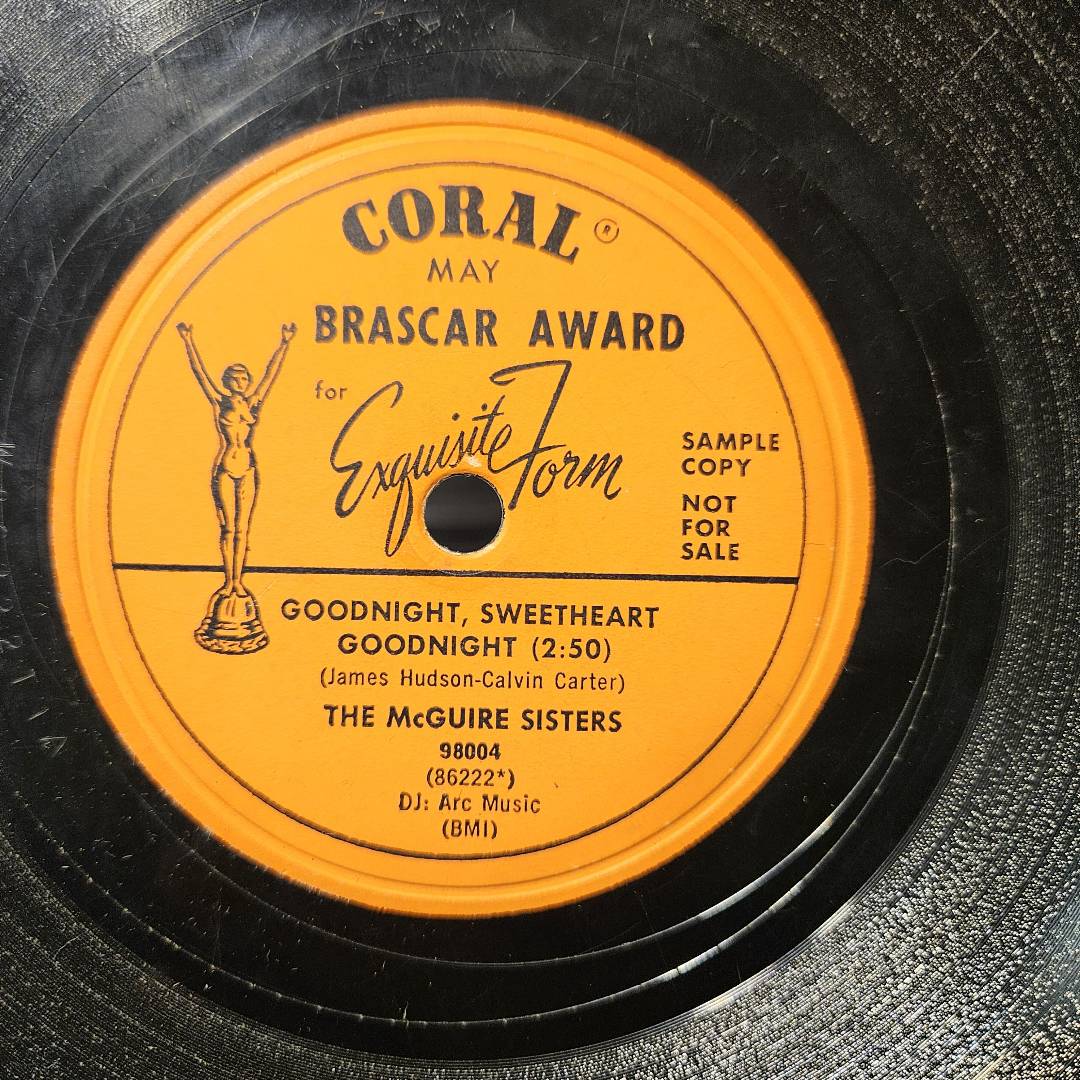 CORAL®
MAY
BRASCAR AWARD
for
Exquisite Form
SAMPLE
COPY
NOT
FOR
SALE
GOODNIGHT, SWEETHEART
GOODNIGHT (2:50)
(James Hudson-Calvin Carter)
THE McGUIRE SISTERS
98004
(86222*)
DJ: Arc Music
(BMI)